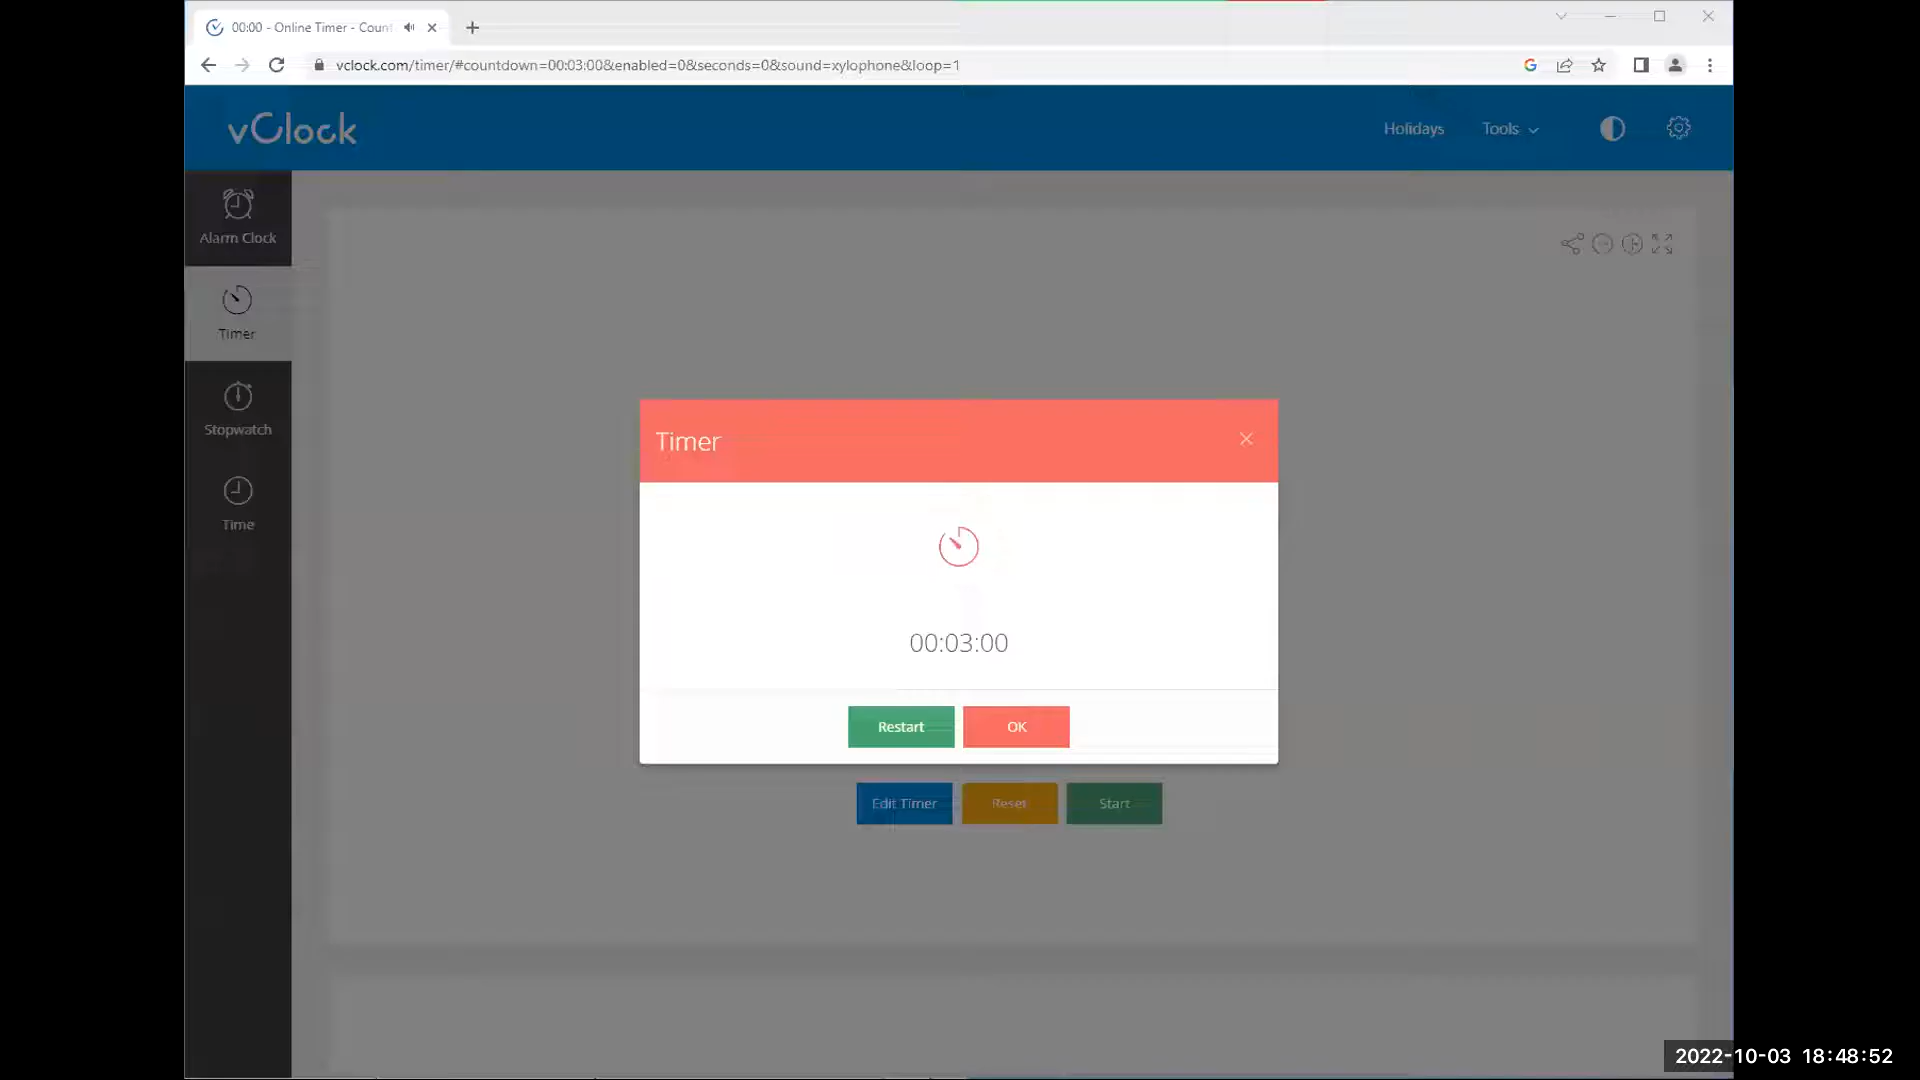 00:00 - Online Timer - Coun
vclock.com/timer/#countdown=00:03:00&enabled=0&seconds=0&sound=xylophone&loop=1
vClock
Holidays
Tools
Alarm Clock
Timer
Stopwatch
Time
Timer
00:03:00
Restart
OK
Edit Timer
Reset
Start
2022-10-03 18:48:52